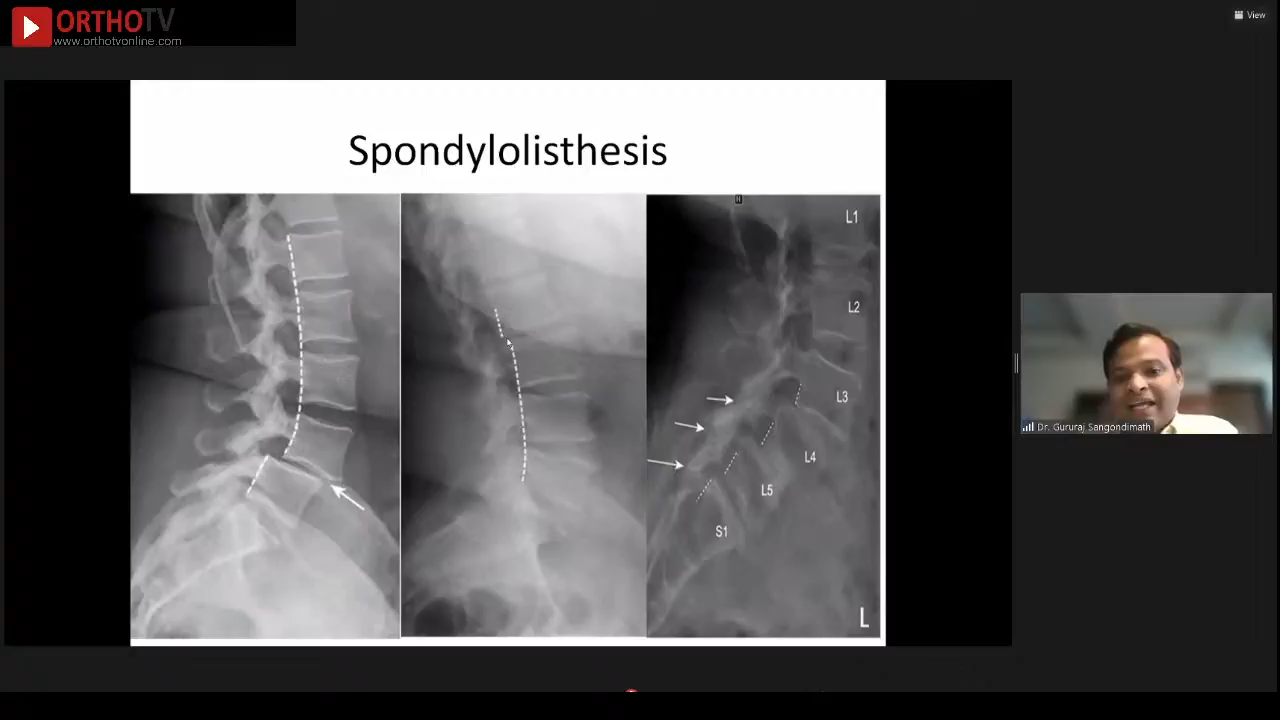 ORTHOTV
www.orthotvonline.com
View
Spondylolisthesis
H
L1
L2
L3
L4
L5
S1
L
Dr. Gururaj Sangondimath